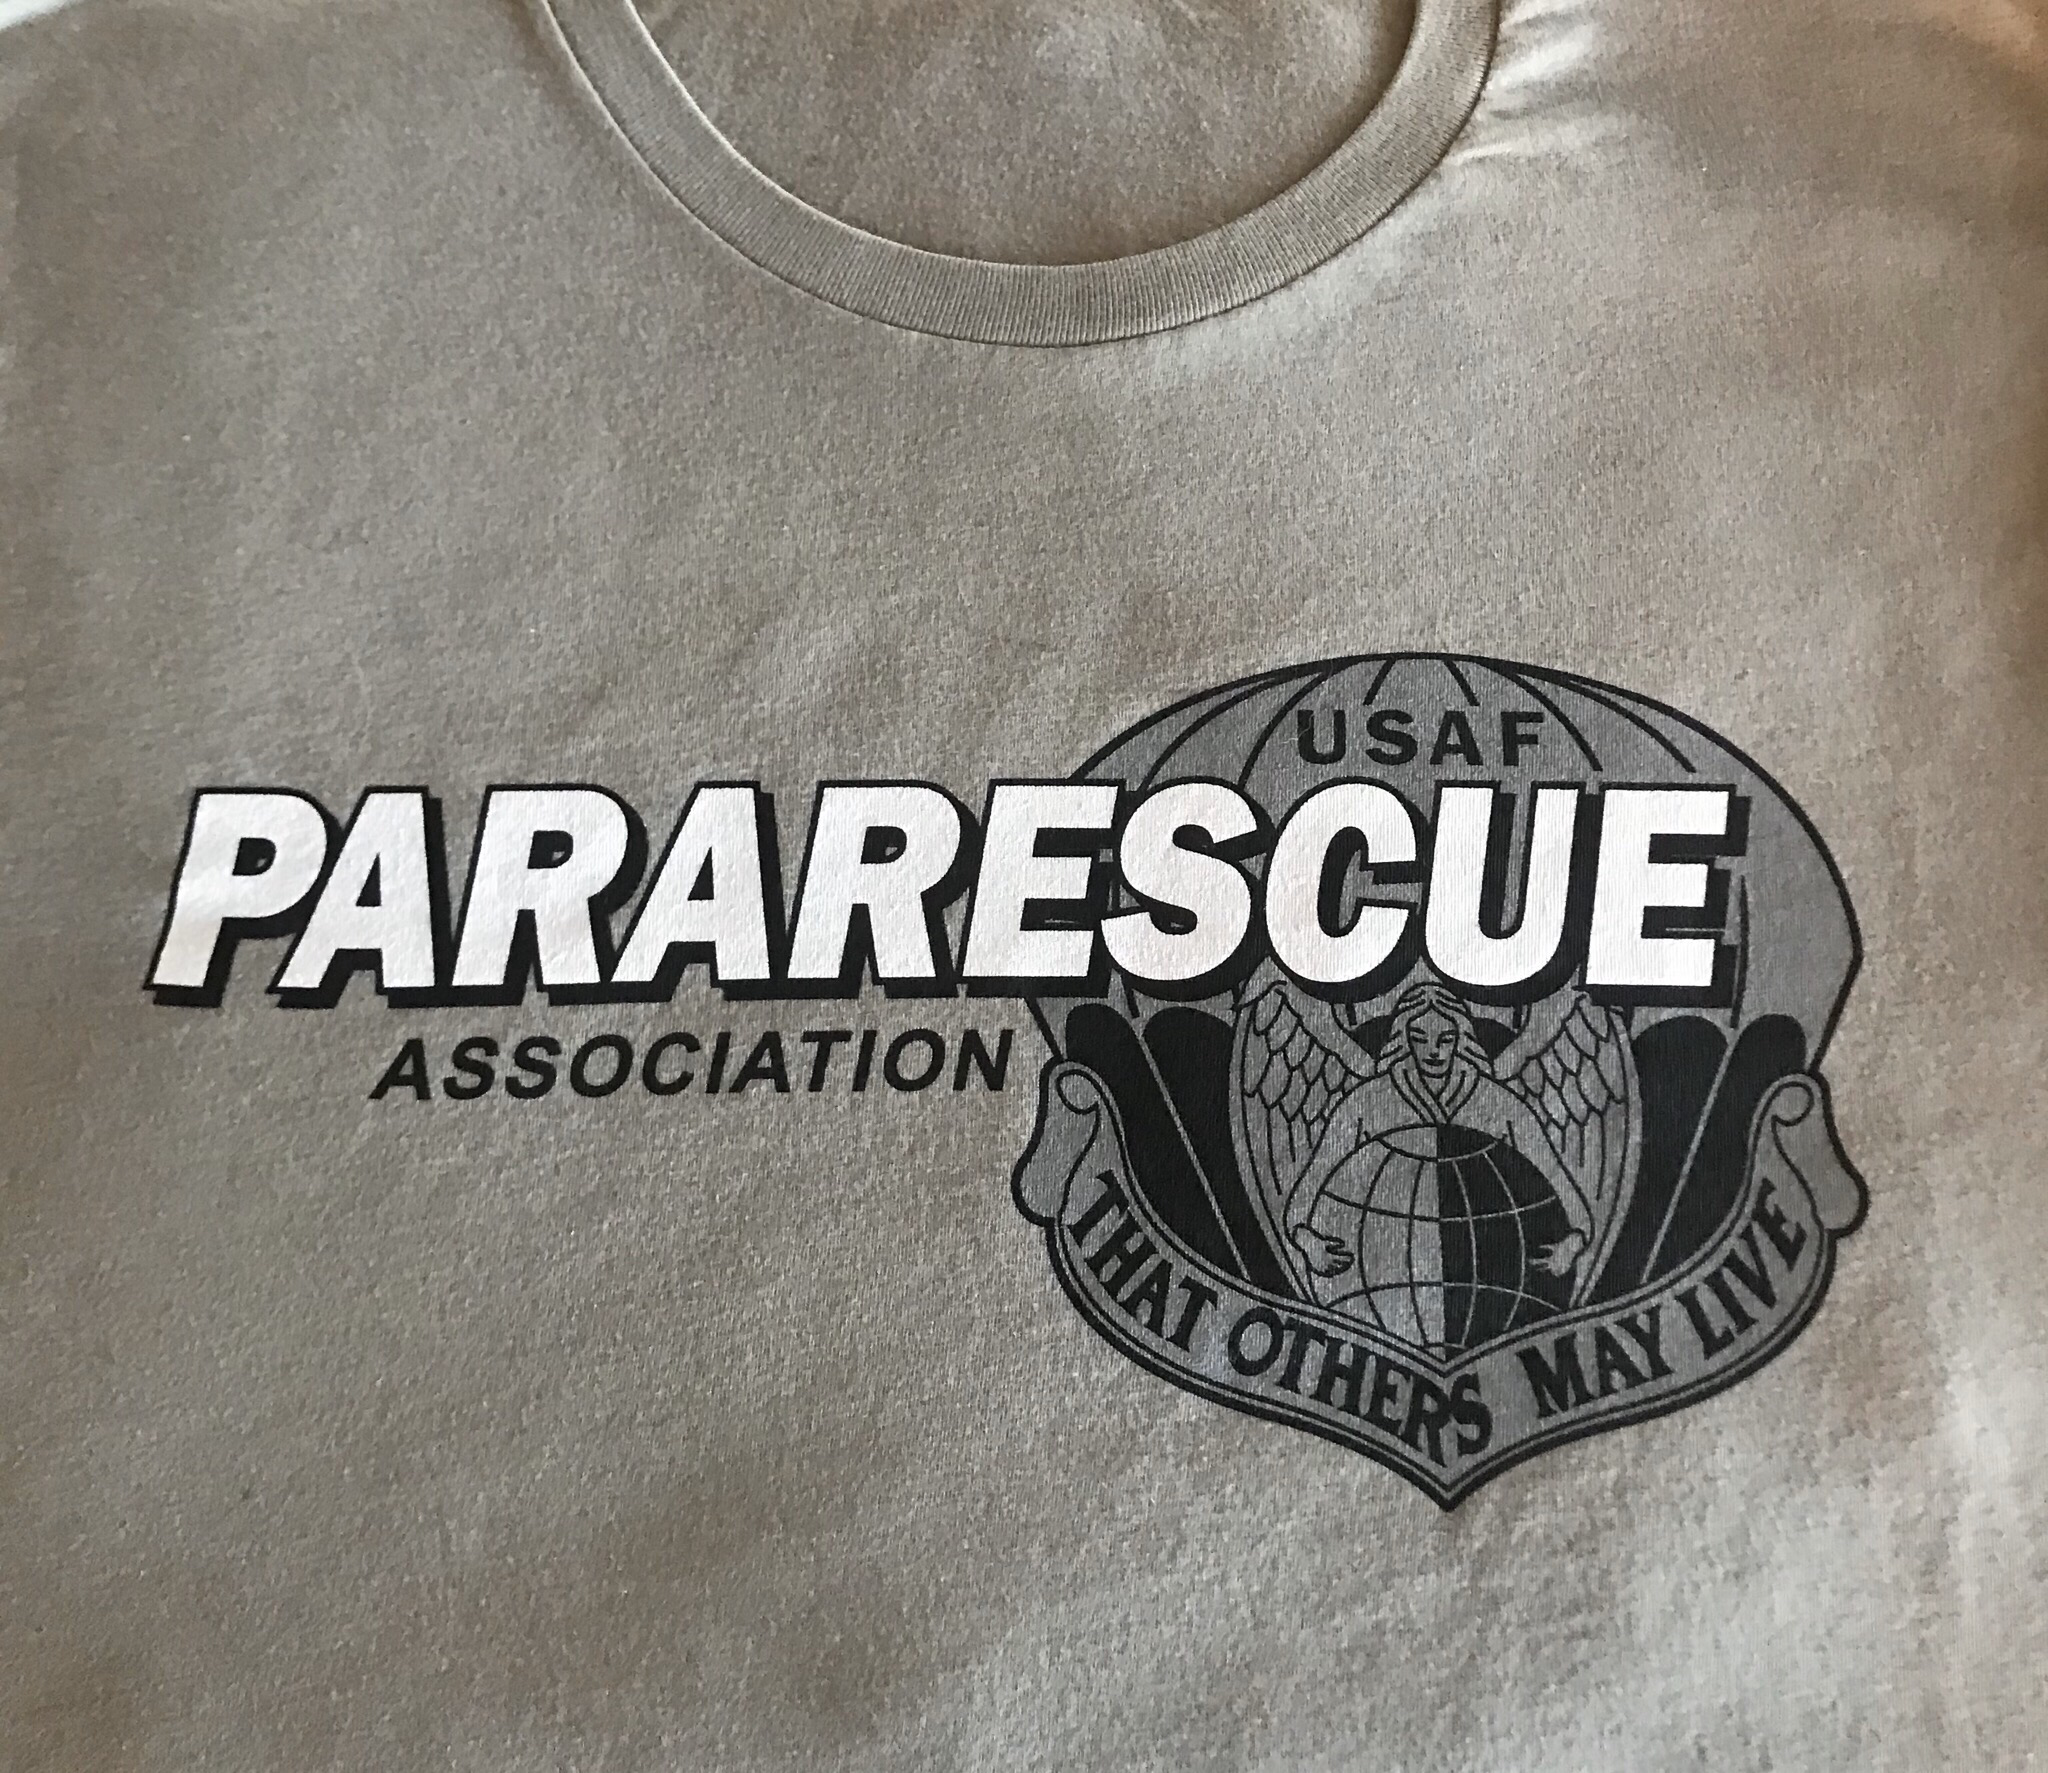 USAF
PARARESCUE
ASSOCIATION
THAT OTHERS MAY LIVE